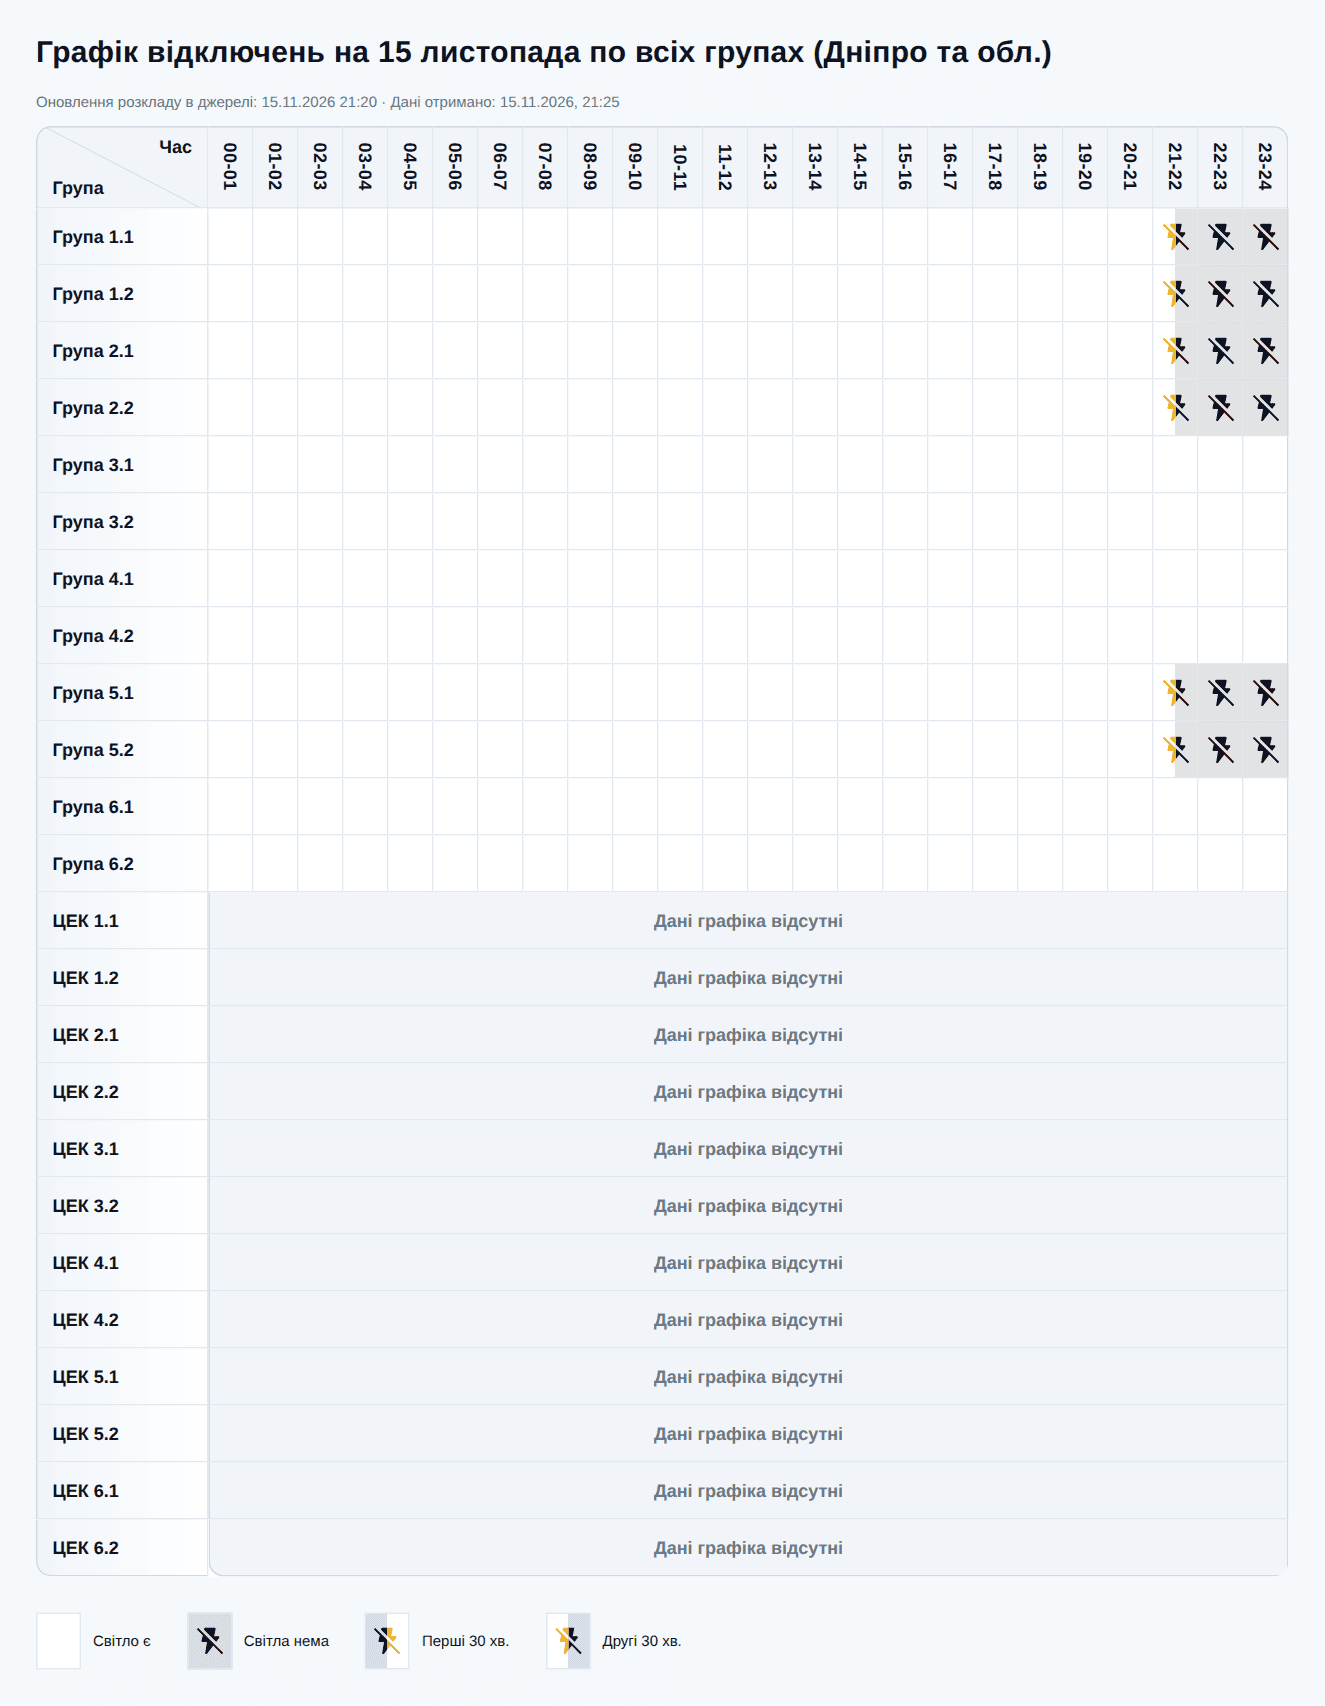 Графік відключень на 15 листопада по всіх групах (Дніпро та обл.)
Оновлення розкладу в джерелі: 15.11.2026 21:20 · Дані отримано: 15.11.2026, 21:25
Час
Група
00-01 01-02 02-03 03-04 04-05 05-06 06-07 07-08 08-09 09-10 10-11 11-12 12-13 13-14 14-15 15-16 16-17 17-18 18-19 19-20 20-21 21-22 22-23 23-24
Група 1.1
Група 1.2
Група 2.1
Група 2.2
Група 3.1
Група 3.2
Група 4.1
Група 4.2
Група 5.1
Група 5.2
Група 6.1
Група 6.2
ЦЕК 1.1 Дані графіка відсутні
ЦЕК 1.2 Дані графіка відсутні
ЦЕК 2.1 Дані графіка відсутні
ЦЕК 2.2 Дані графіка відсутні
ЦЕК 3.1 Дані графіка відсутні
ЦЕК 3.2 Дані графіка відсутні
ЦЕК 4.1 Дані графіка відсутні
ЦЕК 4.2 Дані графіка відсутні
ЦЕК 5.1 Дані графіка відсутні
ЦЕК 5.2 Дані графіка відсутні
ЦЕК 6.1 Дані графіка відсутні
ЦЕК 6.2 Дані графіка відсутні
Світло є Світла нема Перші 30 хв. Другі 30 хв.